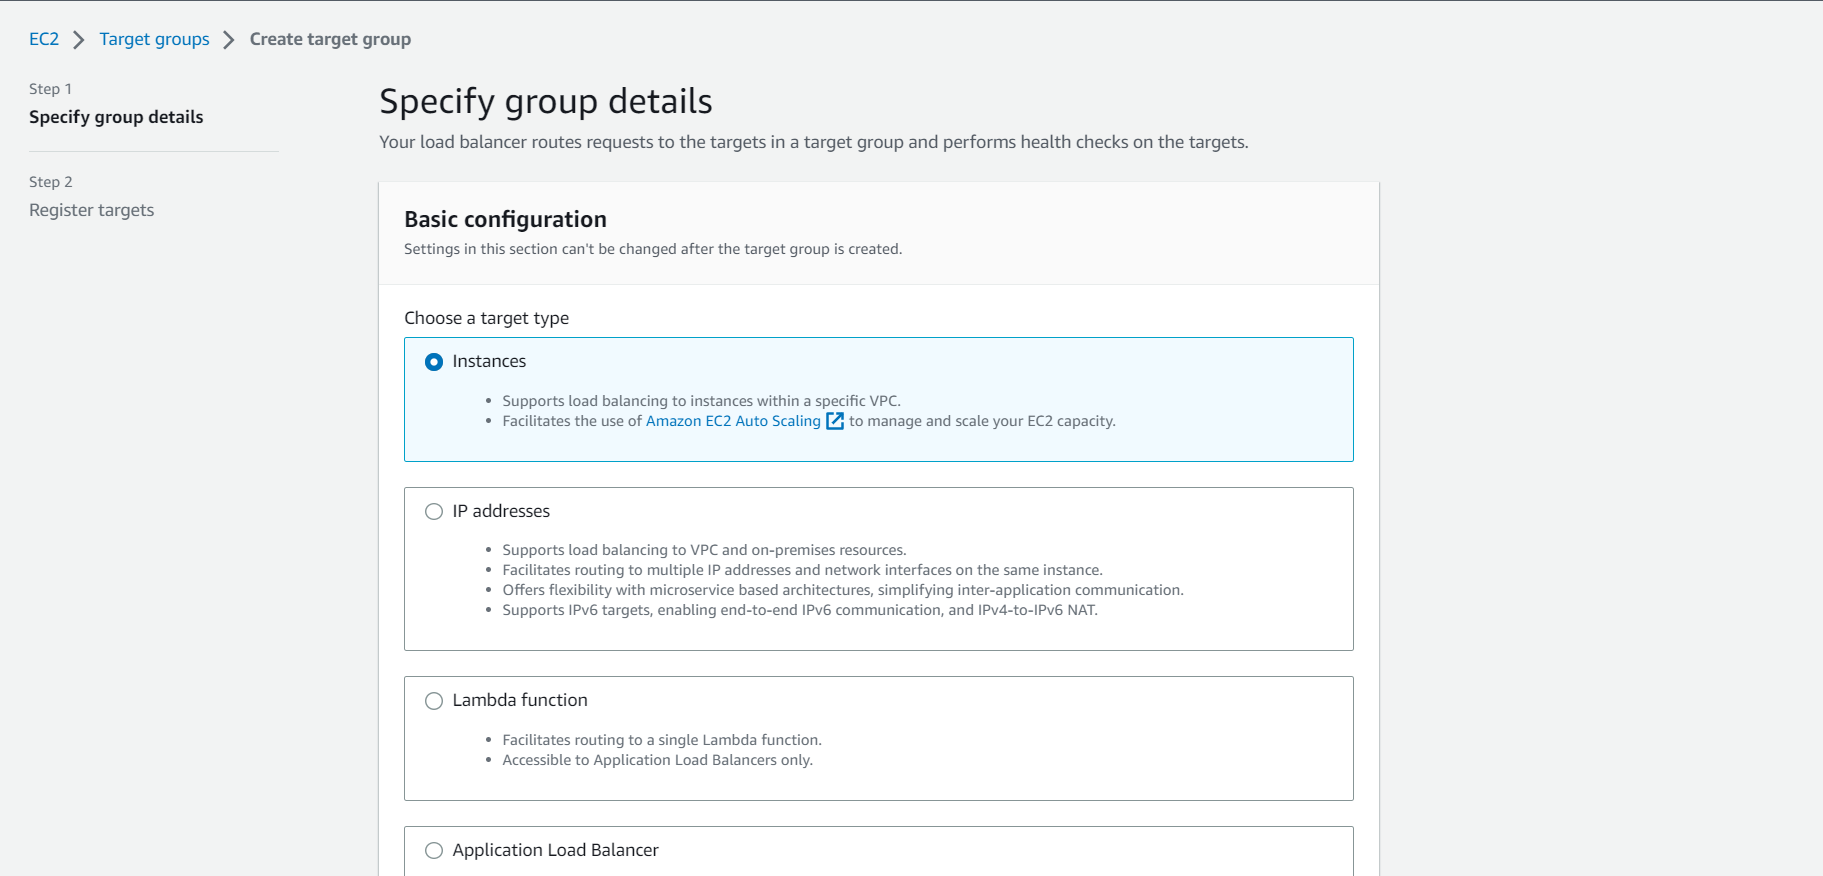 EC2 > Target groups > Create target group
Step 1
Specify group details
Step 2
Register targets
Specify group details
Your load balancer routes requests to the targets in a target group and performs health checks on the targets.
Basic configuration
Settings in this section can't be changed after the target group is created.
Choose a target type
Instances
• Supports load balancing to instances within a specific VPC.
• Facilitates the use of Amazon EC2 Auto Scaling to manage and scale your EC2 capacity.
IP addresses
• Supports load balancing to VPC and on-premises resources.
• Facilitates routing to multiple IP addresses and network interfaces on the same instance.
• Offers flexibility with microservice based architectures, simplifying inter-application communication.
• Supports IPv6 targets, enabling end-to-end IPv6 communication, and IPv4-to-IPv6 NAT.
Lambda function
• Facilitates routing to a single Lambda function.
• Accessible to Application Load Balancers only.
Application Load Balancer